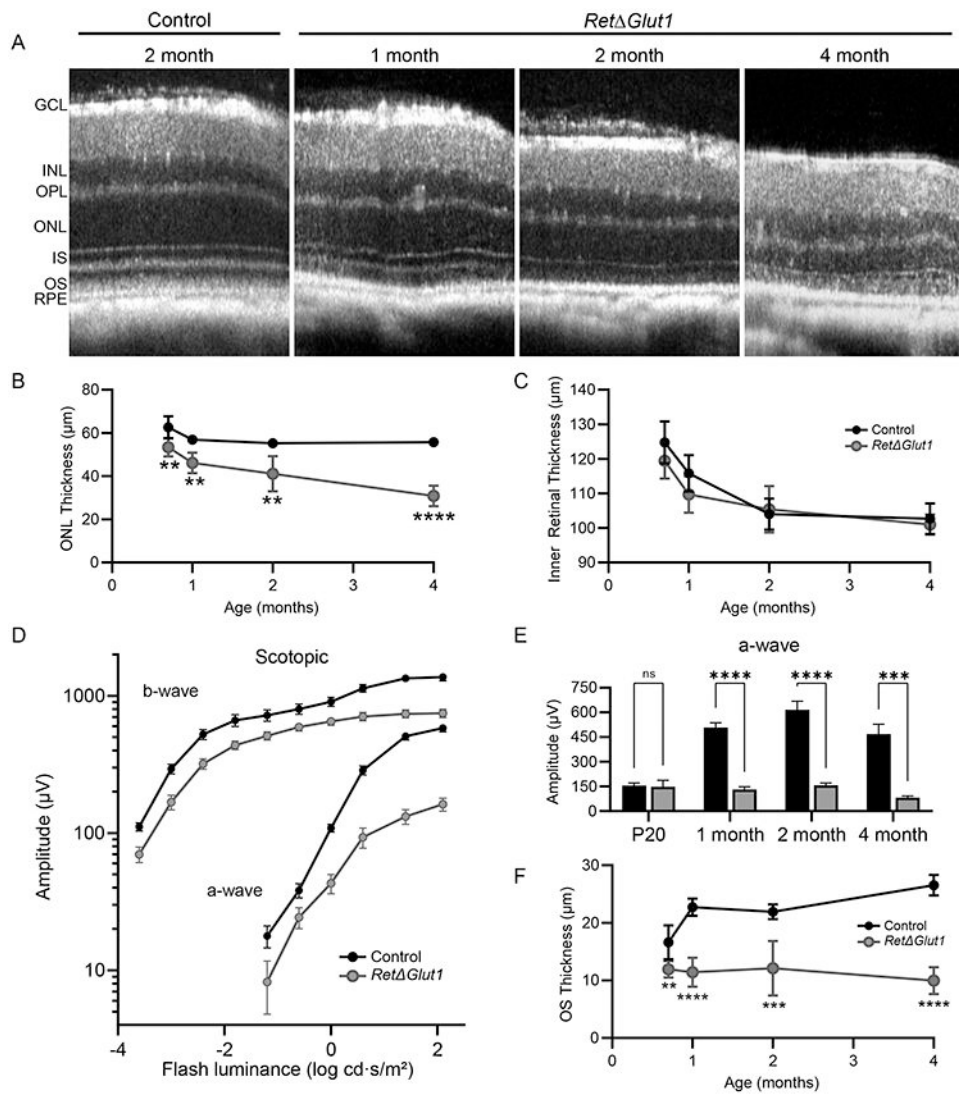 Control
RetΔGlut1
A
2 month
1 month
2 month
4 month
GCL
INL
OPL
ONL
IS
OS
RPE
B
80
60
40
20
0
ONL Thickness (μm)
**
**
**
****
0
1
2
3
4
Age (months)
C
140
130
120
110
100
90
Inner Retinal Thickness (μm)
Control
RetΔGlut1
0
1
2
3
4
Age (months)
D
Scotopic
b-wave
a-wave
1000
100
10
Amplitude (μV)
Control
RetΔGlut1
-4
-2
0
2
Flash luminance (log cd·s/m²)
E
a-wave
ns
****
****
***
750
600
450
300
150
0
Amplitude (μV)
P20
1 month
2 month
4 month
F
30
20
10
0
OS Thickness (μm)
Control
RetΔGlut1
**
****
***
****
0
1
2
3
4
Age (months)